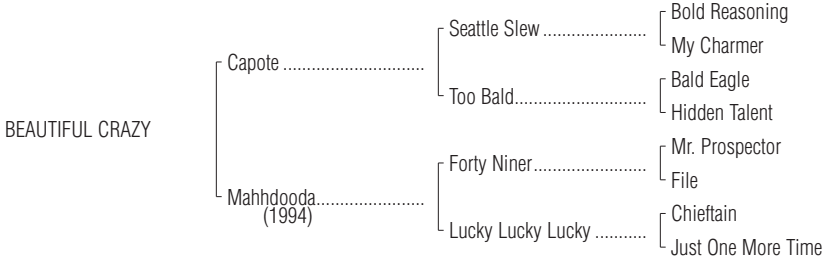 Bold Reasoning
Seattle Slew ......................
My Charmer
Capote .............................
Bald Eagle
Too Bald............................
Hidden Talent
BEAUTIFUL CRAZY
Mr. Prospector
Forty Niner........................
File
Mahhdooda......................
(1994)
Chieftain
Lucky Lucky Lucky ...........
Just One More Time